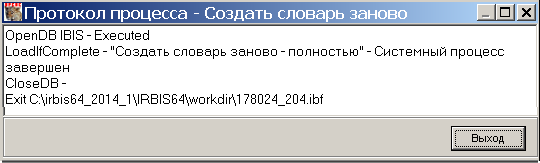 Протокол процесса - Создать словарь заново
OpenDB IBIS - Executed
LoadIfComplete - "Создать словарь заново - полностью" - Системный процесс
завершен
CloseDB -
Exit C:\irbis64_2014_1\IRBIS64\workdir\178024_204.ibf
Выход